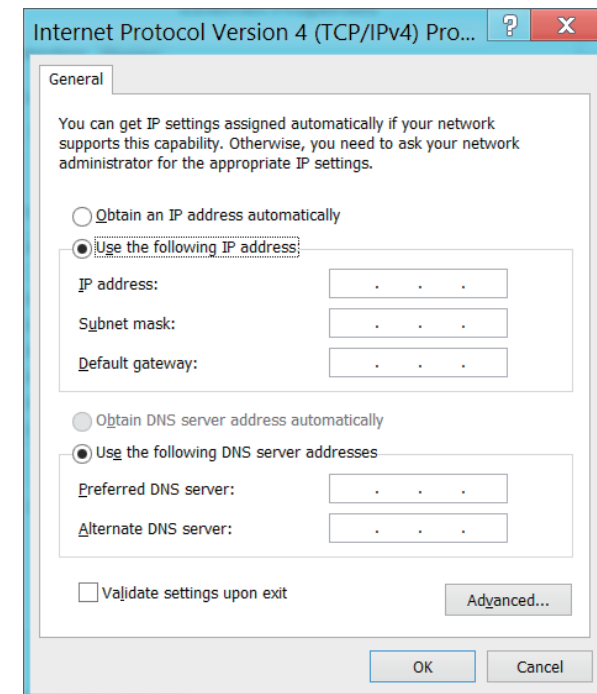 Internet Protocol Version 4 (TCP/IPv4) Pro...
? X
General
You can get IP settings assigned automatically if your network
supports this capability. Otherwise, you need to ask your network
administrator for the appropriate IP settings.
Obtain an IP address automatically
Use the following IP address:
IP address: . . .
Subnet mask: . . .
Default gateway: . . .
Obtain DNS server address automatically
Use the following DNS server addresses
Preferred DNS server: . . .
Alternate DNS server: . . .
Validate settings upon exit
Advanced...
OK
Cancel